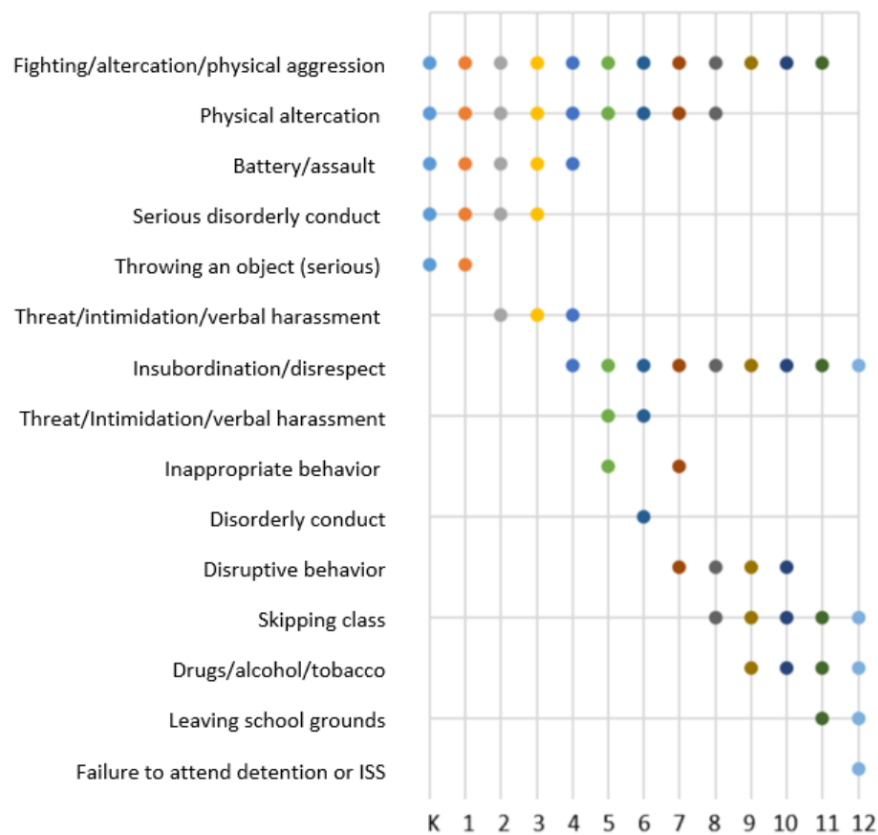 Fighting/altercation/physical aggression
Physical altercation
Battery/assault
Serious disorderly conduct
Throwing an object (serious)
Threat/intimidation/verbal harassment
Insubordination/disrespect
Threat/Intimidation/verbal harassment
Inappropriate behavior
Disorderly conduct
Disruptive behavior
Skipping class
Drugs/alcohol/tobacco
Leaving school grounds
Failure to attend detention or ISS
K 1 2 3 4 5 6 7 8 9 10 11 12